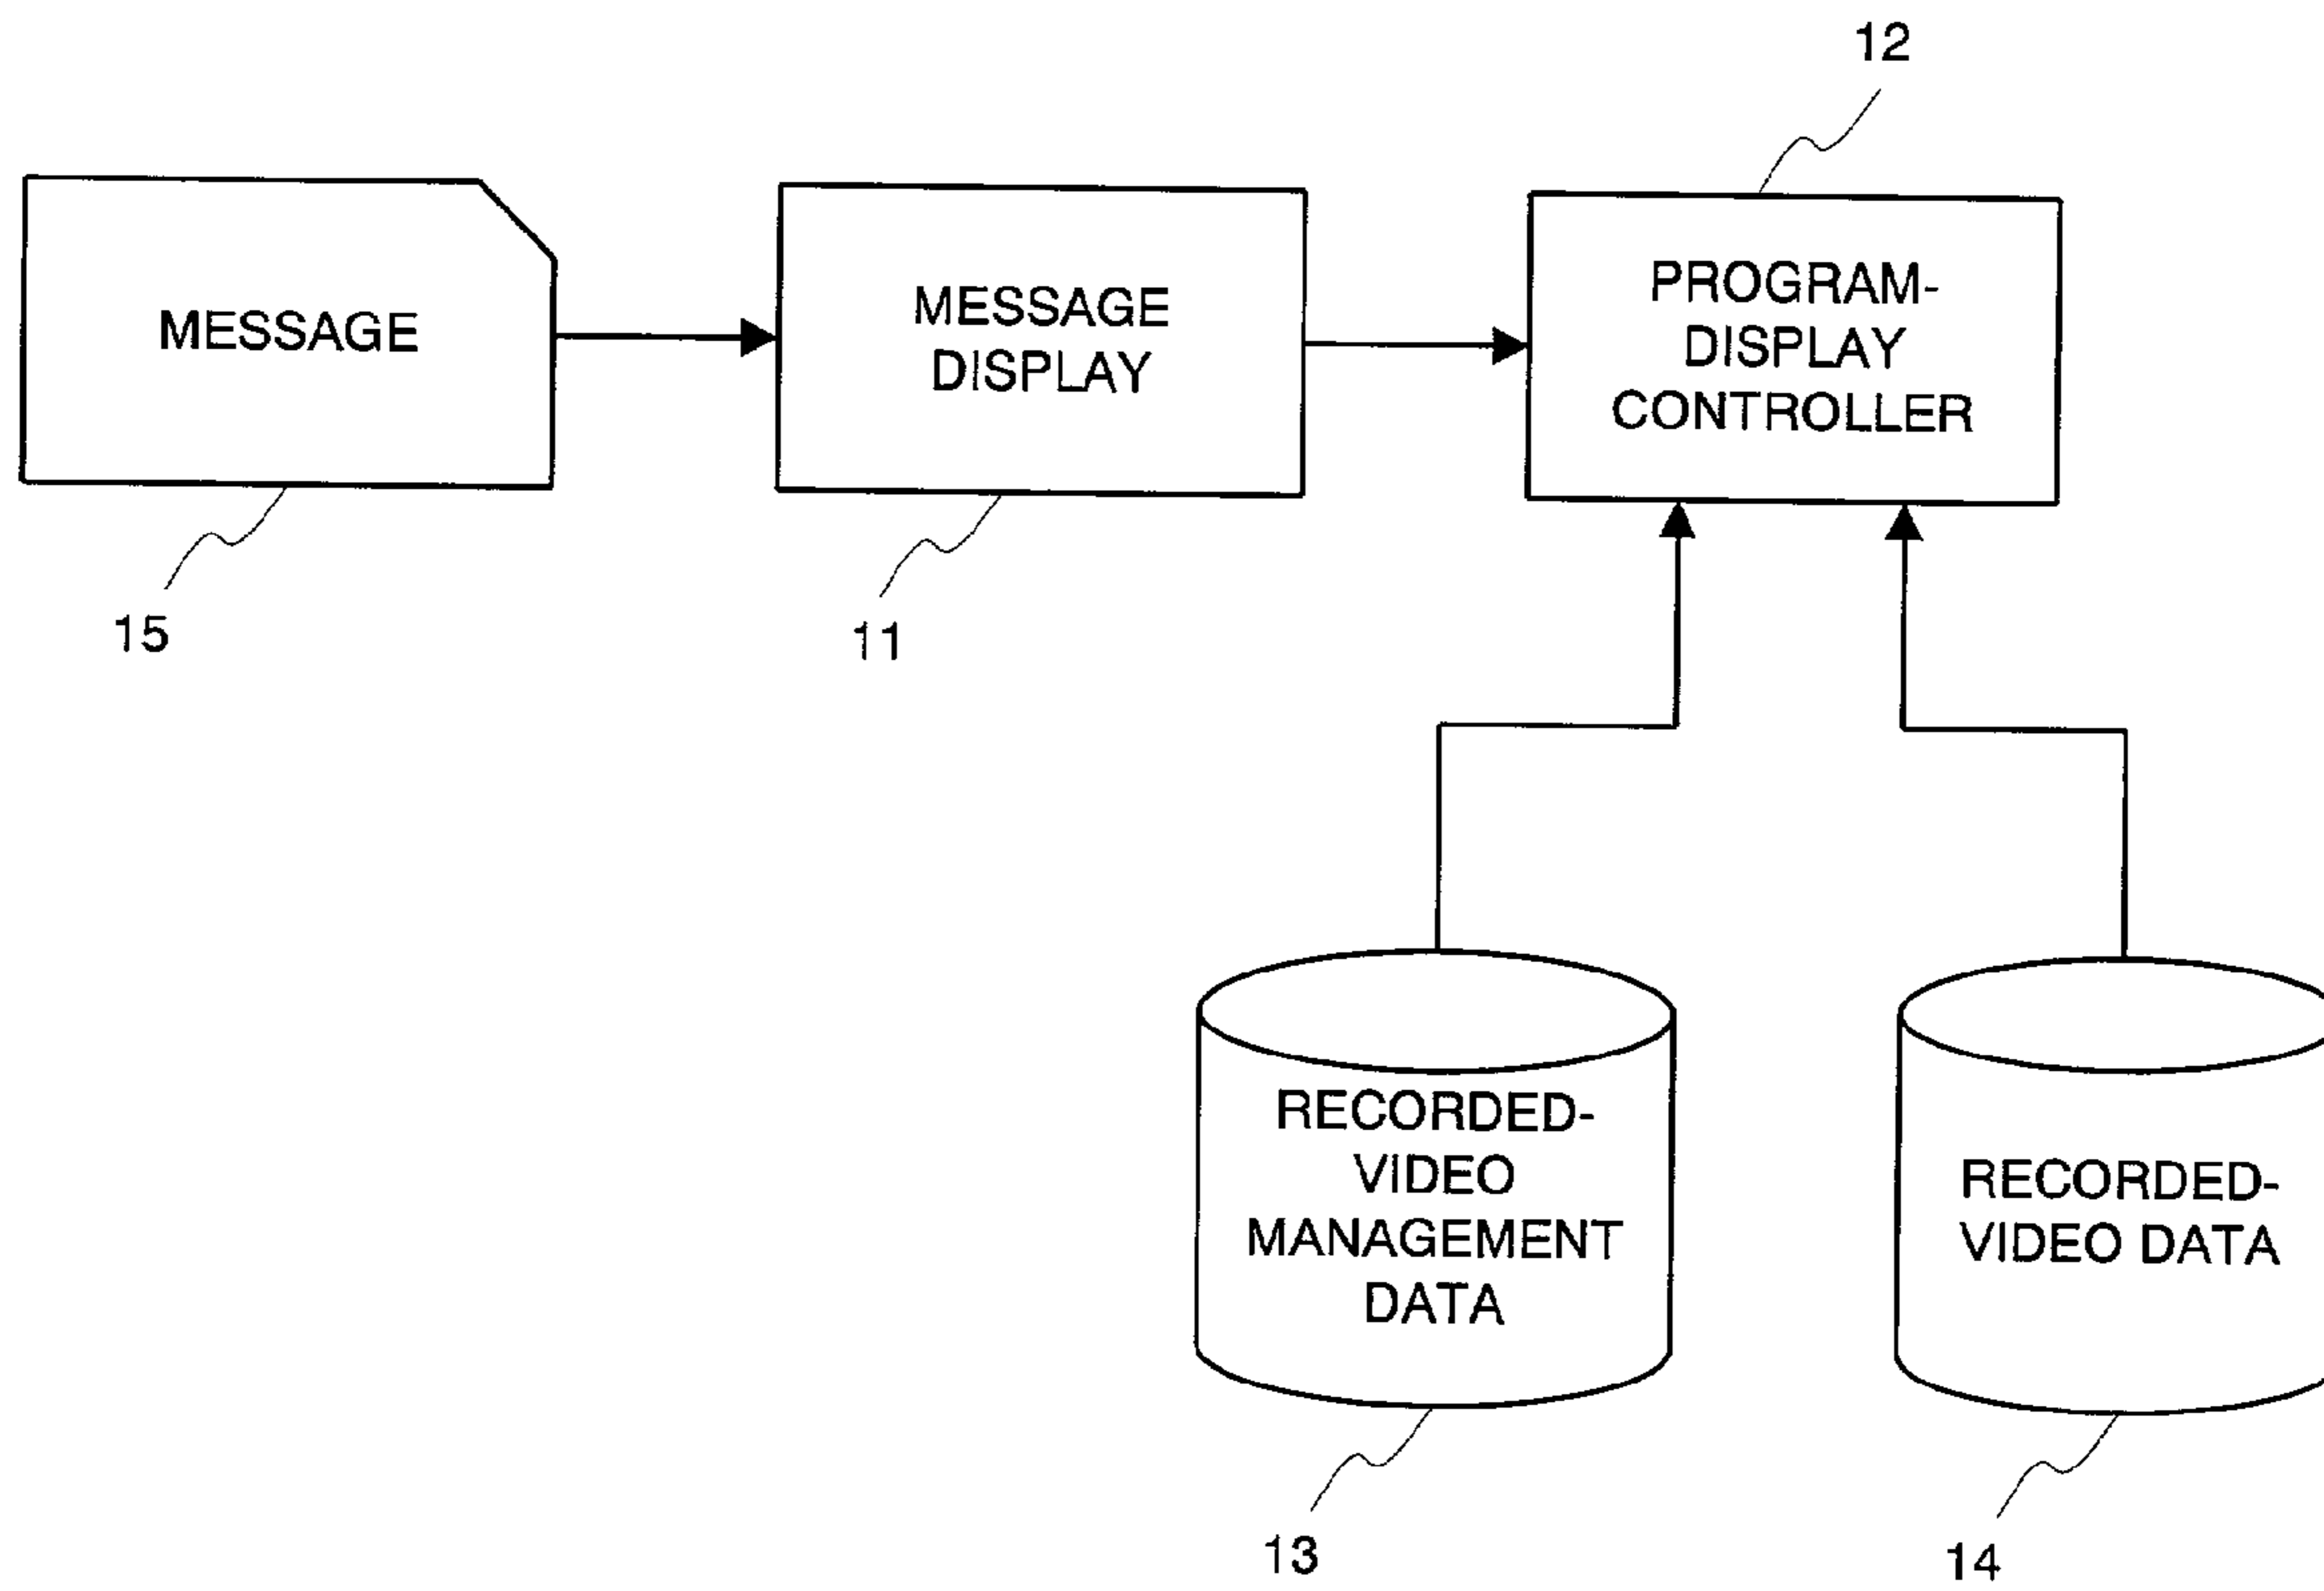 12
MESSAGE
MESSAGE
DISPLAY
PROGRAM-
DISPLAY
CONTROLLER
15
11
RECORDED-
VIDEO
MANAGEMENT
DATA
RECORDED-
VIDEO DATA
13
14